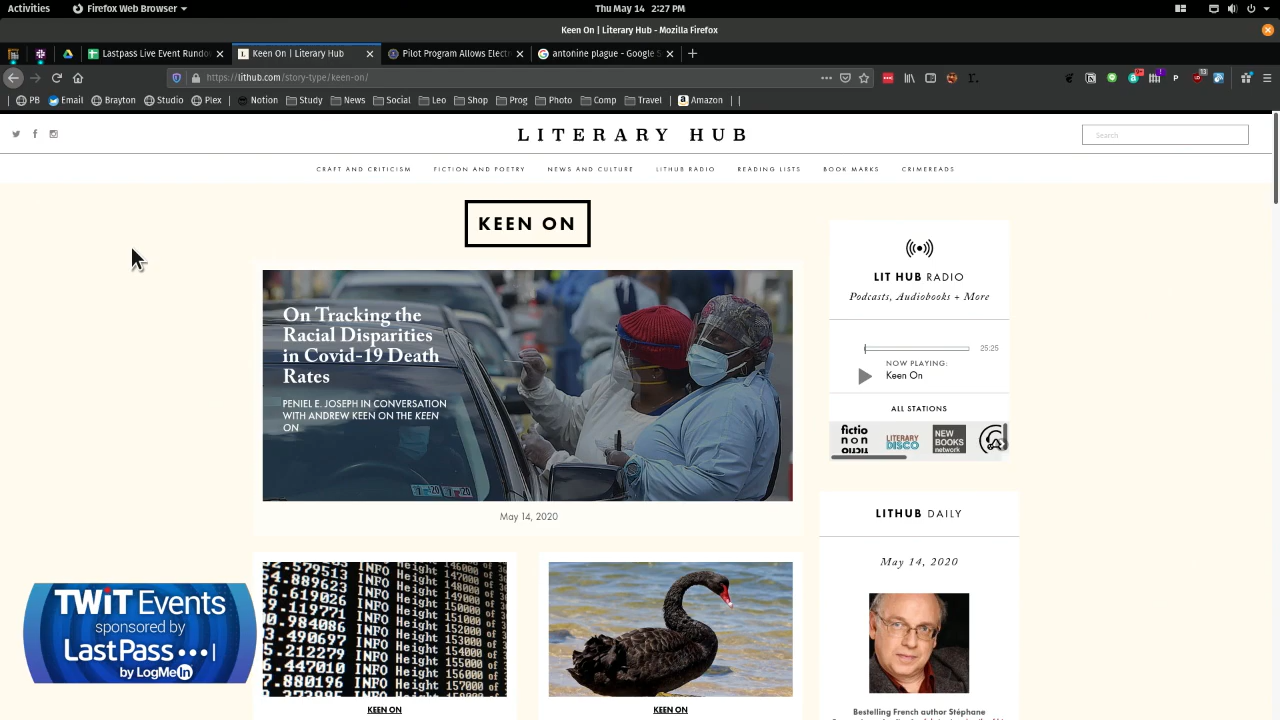 Activities
Firefox Web Browser
Thu May 14 2:27 PM
Keen On | Literary Hub - Mozilla Firefox
Lastpass Live Event Rundo
Keen On | Literary Hub
Pilot Program Allows Electr
antonine plague - Google S
https://lithub.com/story-type/keen-on/
PB
Email
Brayton
Studio
Plex
Notion
Study
News
Social
Leo
Shop
Prog
Photo
Comp
Travel
Amazon
LITERARY HUB
Search
CRAFT AND CRITICISM
FICTION AND POETRY
NEWS AND CULTURE
LITHUB RADIO
READING LISTS
BOOK MARKS
CRIMEREADS
KEEN ON
On Tracking the
Racial Disparities
in Covid-19 Death
Rates
PENIEL E. JOSEPH IN CONVERSATION
WITH ANDREW KEEN ON THE KEEN
ON
May 14, 2020
LIT HUB RADIO
Podcasts, Audiobooks + More
25:25
NOW PLAYING:
Keen On
ALL STATIONS
fictio
non
fiction
LITERARY
DISCO
NEW
BOOKS
network
LITHUB DAILY
May 14, 2020
Bestselling French author Stéphane
KEEN ON
KEEN ON
TWiT Events
sponsored by
LastPass •••|
by LogMeIn